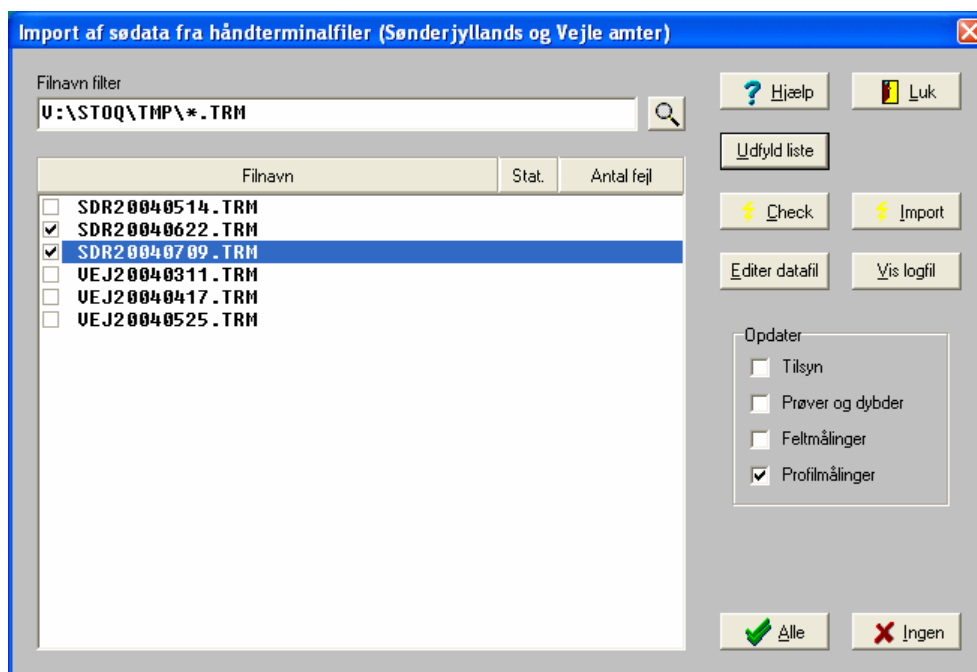 Import af sødata fra håndterminalfiler (Sønderjyllands og Vejle amter)
Filnavn filter
V:\STOQ\TMP\*.TRM
Hjælp
Luk
Udfyld liste
Filnavn Stat. Antal fejl
SDR20040514.TRM
SDR20040622.TRM
SDR20040709.TRM
VEJ20040311.TRM
VEJ20040417.TRM
VEJ20040525.TRM
Check
Import
Editer datafil
Vis logfil
Opdater
Tilsyn
Prøver og dybder
Feltmålinger
Profilmålinger
Alle
Ingen